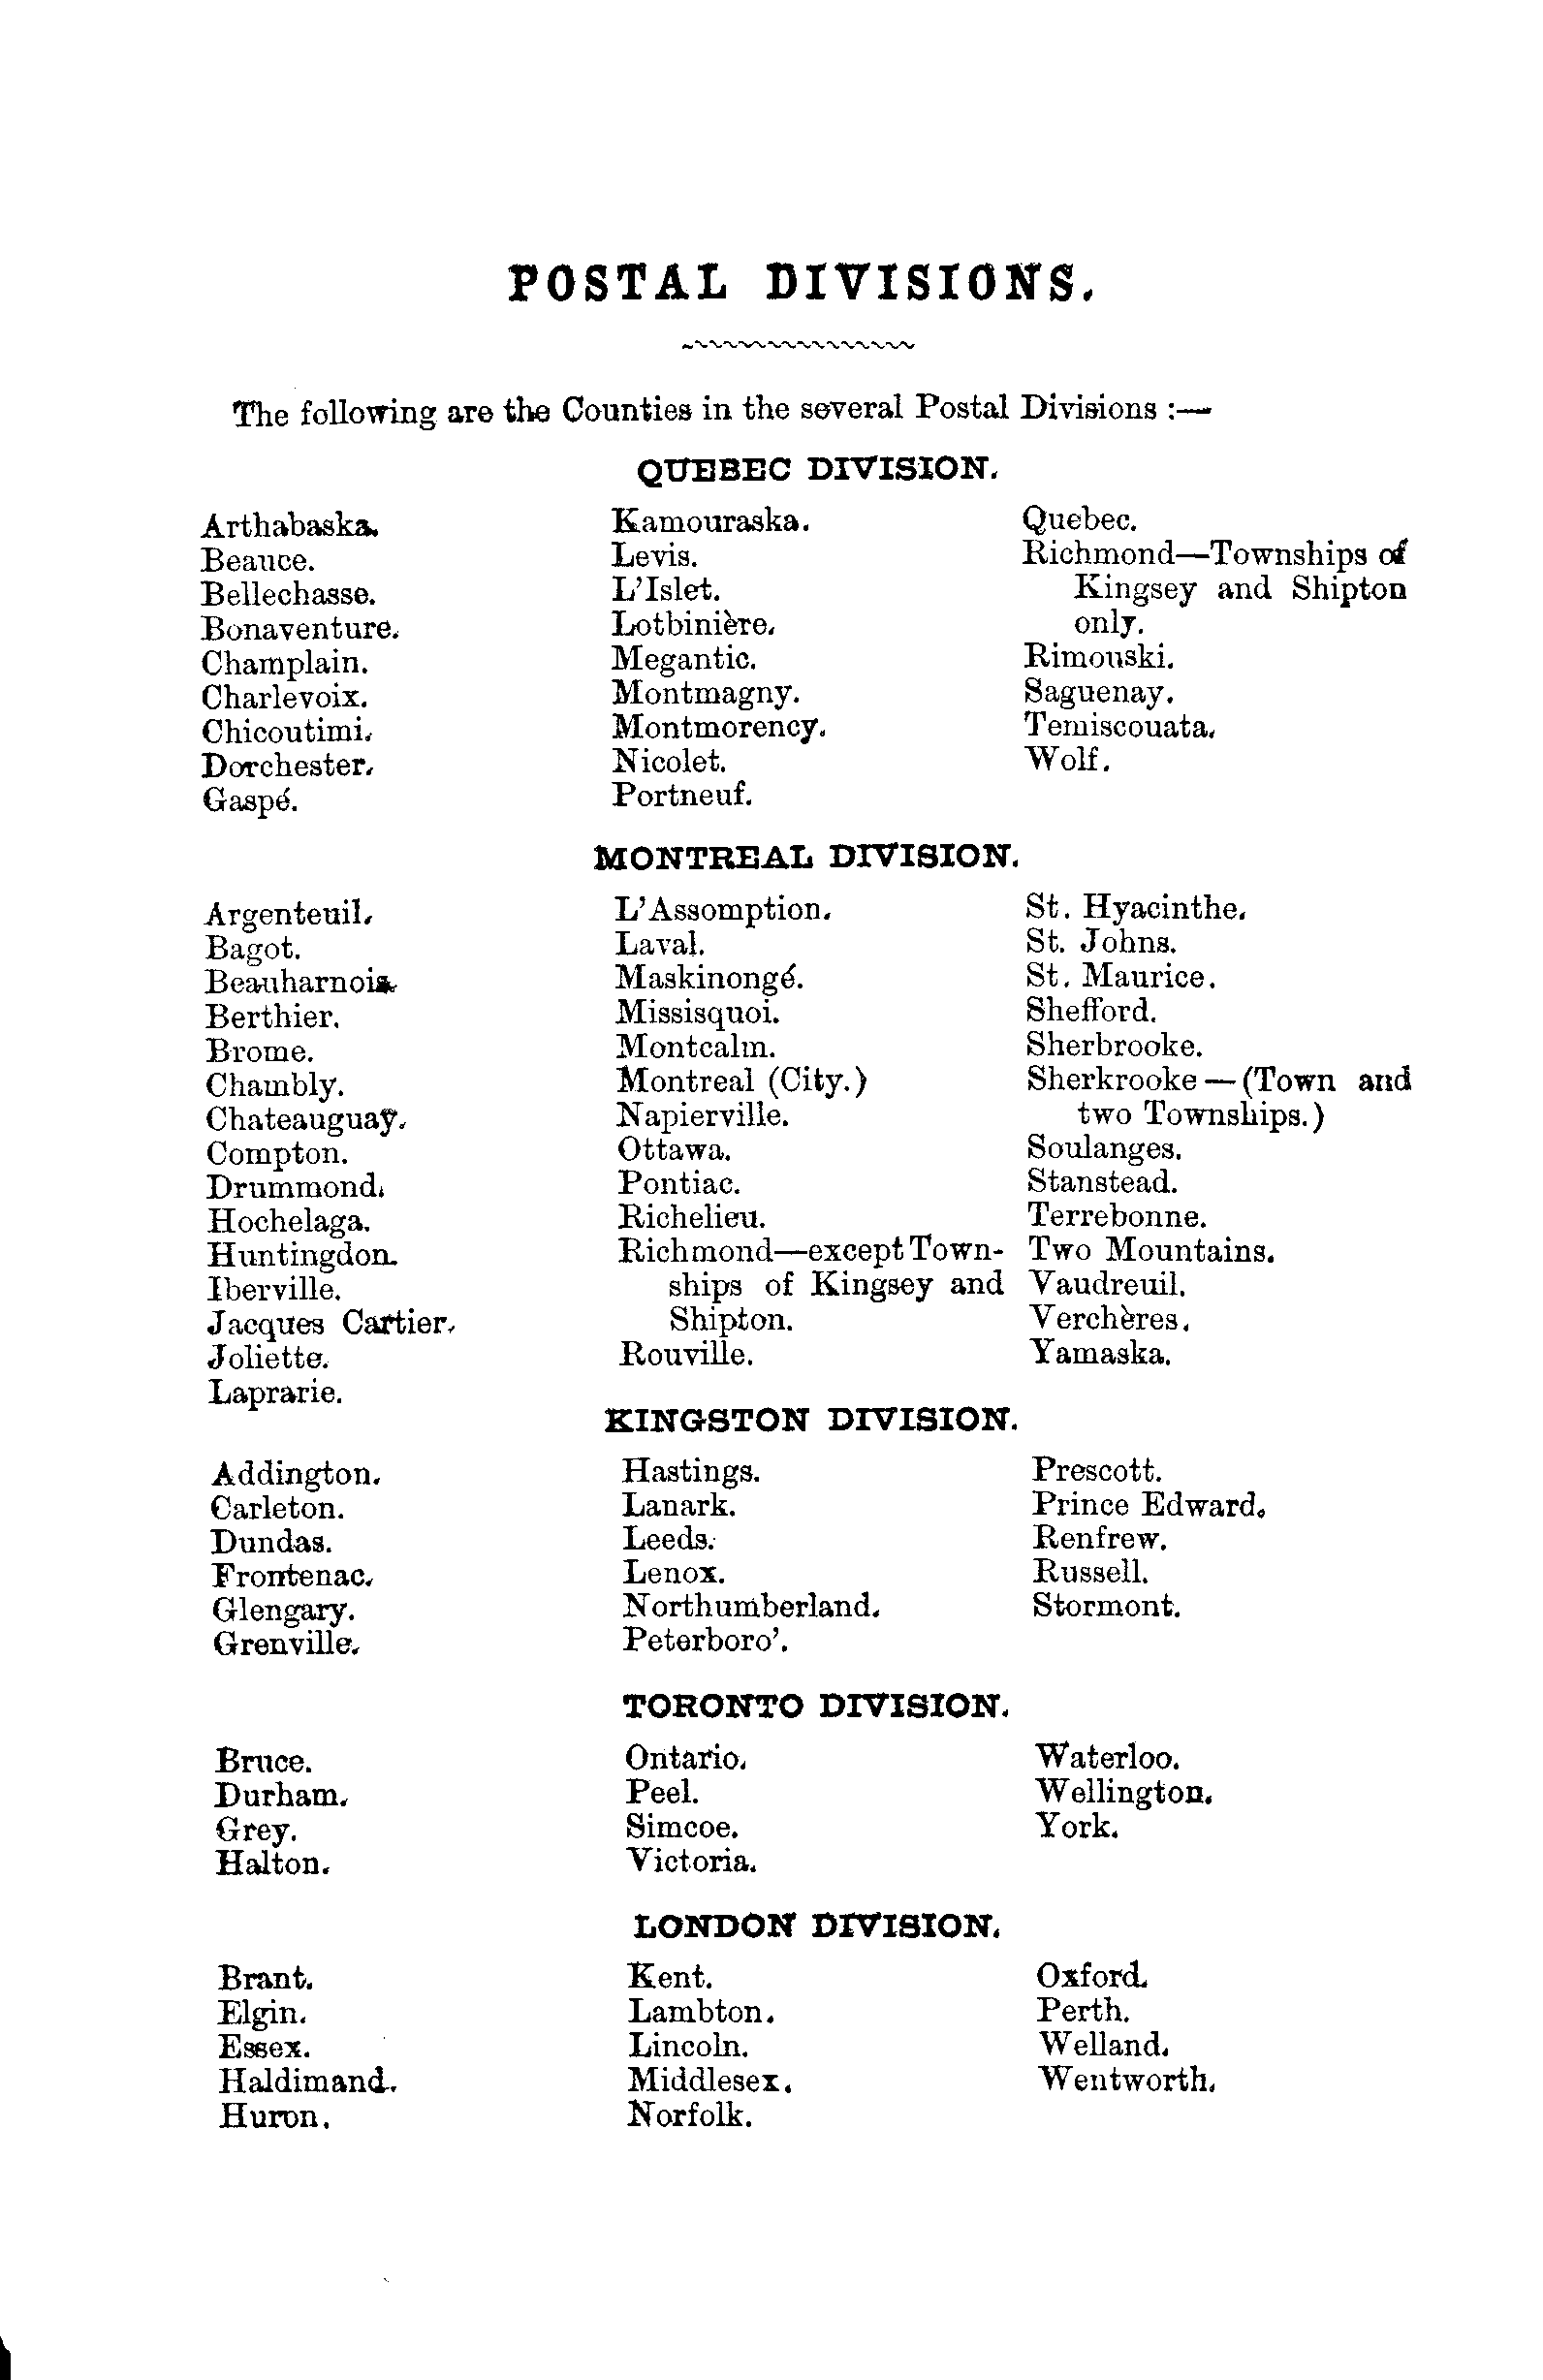 POSTAL DIVISIONS.
The following are the Counties in the several Postal Divisions :—
QUEBEC DIVISION.
Arthabaska.
Beauce.
Bellechasse.
Bonaventure.
Champlain.
Charlevoix.
Chicoutimi.
Dorchester.
Gaspé.
Kamouraska.
Levis.
L'Islet.
Lotbinière.
Megantic.
Montmagny.
Montmorency.
Nicolet.
Portneuf.
Quebec.
Richmond—Townships of
Kingsey and Shipton
only.
Rimouski.
Saguenay.
Temiscouata.
Wolf.
MONTREAL DIVISION.
Argenteuil.
Bagot.
Beauharnois.
Berthier.
Brome.
Chambly.
Chateauguay.
Compton.
Drummond.
Hochelaga.
Huntingdon.
Iberville.
Jacques Cartier.
Joliette.
Laprarie.
L'Assomption.
Laval.
Maskinongé.
Missisquoi.
Montcalm.
Montreal (City.)
Napierville.
Ottawa.
Pontiac.
Richelieu.
Richmond—except Town-
ships of Kingsey and
Shipton.
Rouville.
St. Hyacinthe.
St. Johns.
St. Maurice.
Shefford.
Sherbrooke.
Sherkrooke — (Town and
two Townships.)
Soulanges.
Stanstead.
Terrebonne.
Two Mountains.
Vaudreuil.
Verchères.
Yamaska.
KINGSTON DIVISION.
Addington.
Carleton.
Dundas.
Frontenac.
Glengary.
Grenville.
Hastings.
Lanark.
Leeds.
Lenox.
Northumberland.
Peterboro'.
Prescott.
Prince Edward.
Renfrew.
Russell.
Stormont.
TORONTO DIVISION.
Bruce.
Durham.
Grey.
Halton.
Ontario.
Peel.
Simcoe.
Victoria.
Waterloo.
Wellington.
York.
LONDON DIVISION.
Brant.
Elgin.
Essex.
Haldimand.
Huron.
Kent.
Lambton.
Lincoln.
Middlesex.
Norfolk.
Oxford.
Perth.
Welland.
Wentworth.